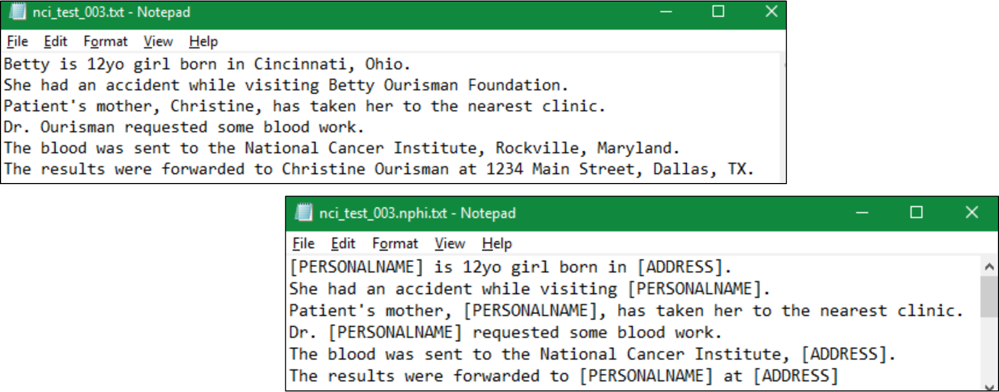 nci_test_003.txt - Notepad
File Edit Format View Help
Betty is 12yo girl born in Cincinnati, Ohio.
She had an accident while visiting Betty Ourisman Foundation.
Patient's mother, Christine, has taken her to the nearest clinic.
Dr. Ourisman requested some blood work.
The blood was sent to the National Cancer Institute, Rockville, Maryland.
The results were forwarded to Christine Ourisman at 1234 Main Street, Dallas, TX.
nci_test_003.nphi.txt - Notepad
File Edit Format View Help
[PERSONALNAME] is 12yo girl born in [ADDRESS].
She had an accident while visiting [PERSONALNAME].
Patient's mother, [PERSONALNAME], has taken her to the nearest clinic.
Dr. [PERSONALNAME] requested some blood work.
The blood was sent to the National Cancer Institute, [ADDRESS].
The results were forwarded to [PERSONALNAME] at [ADDRESS]